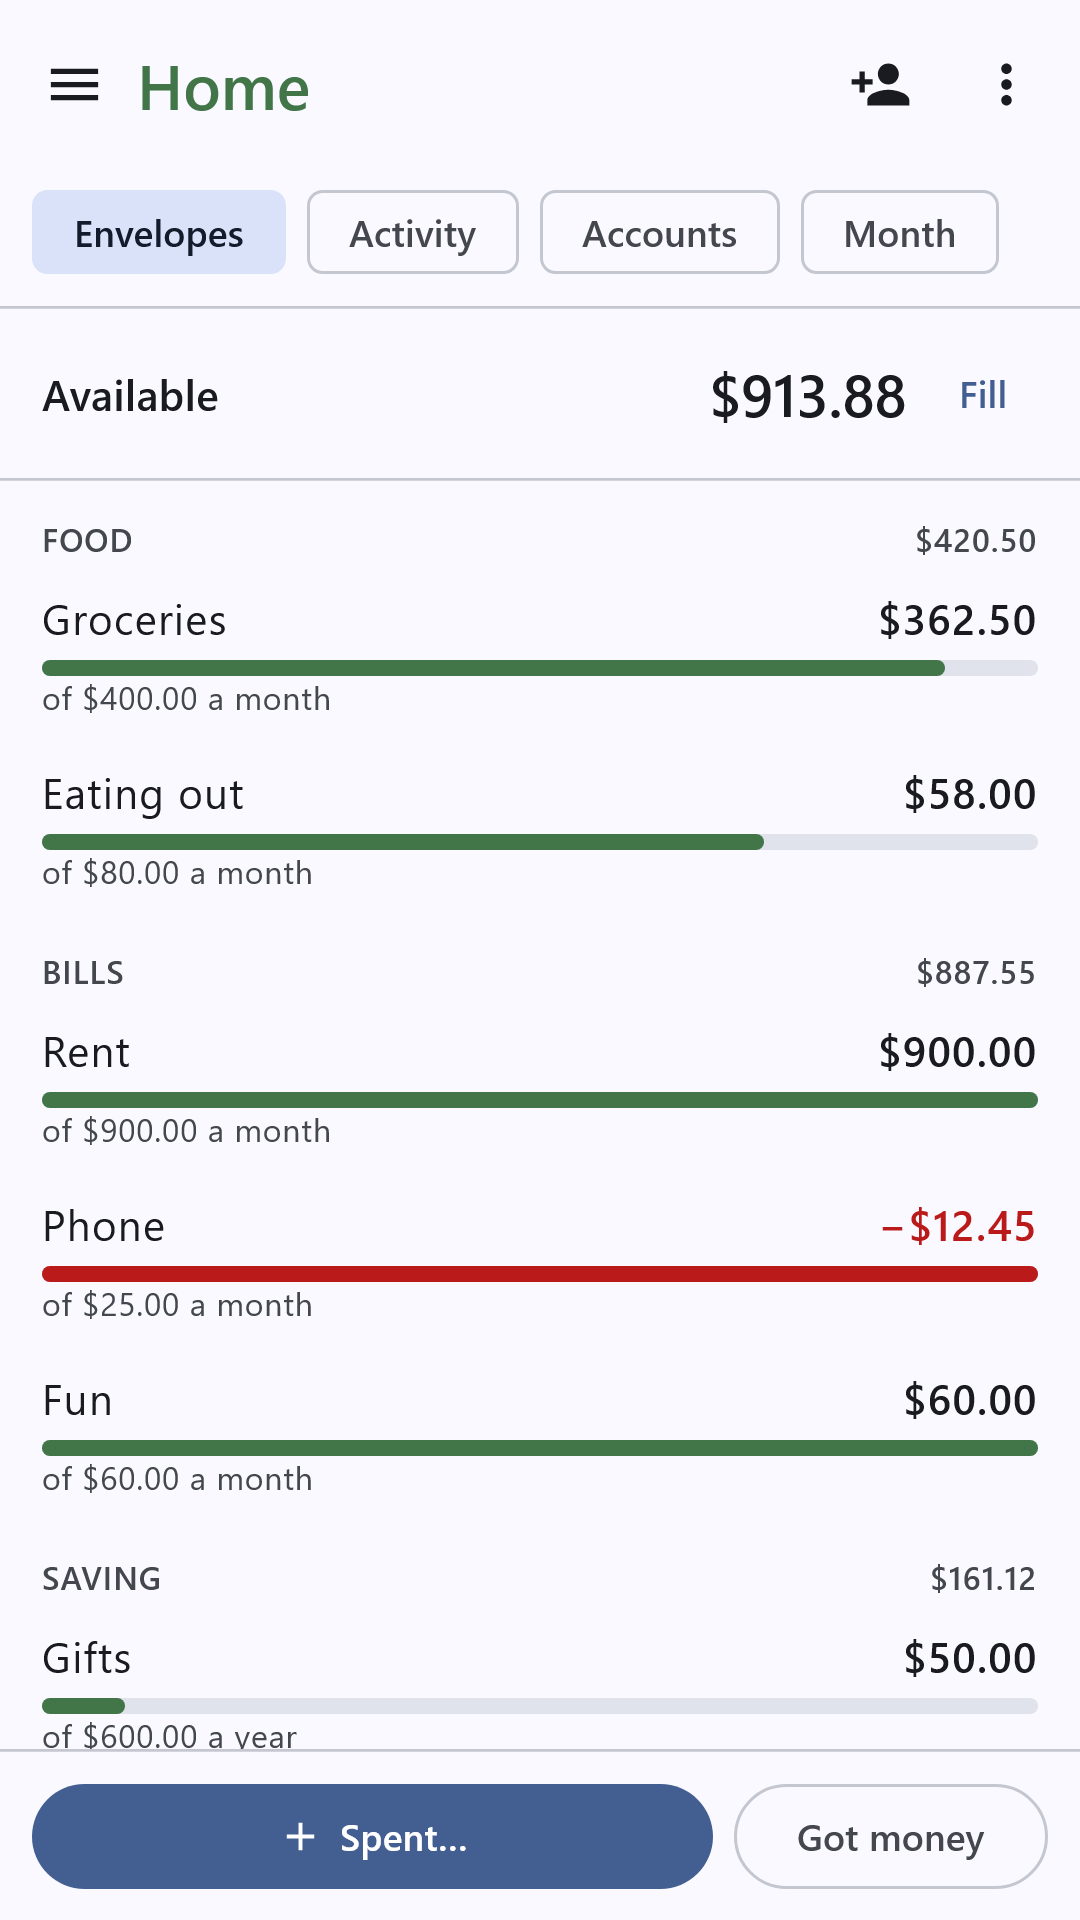 Home
Envelopes Activity Accounts Month
Available $913.88 Fill
FOOD $420.50
Groceries $362.50
of $400.00 a month
Eating out $58.00
of $80.00 a month
BILLS $887.55
Rent $900.00
of $900.00 a month
Phone –$12.45
of $25.00 a month
Fun $60.00
of $60.00 a month
SAVING $161.12
Gifts $50.00
of $600.00 a year
+ Spent... Got money